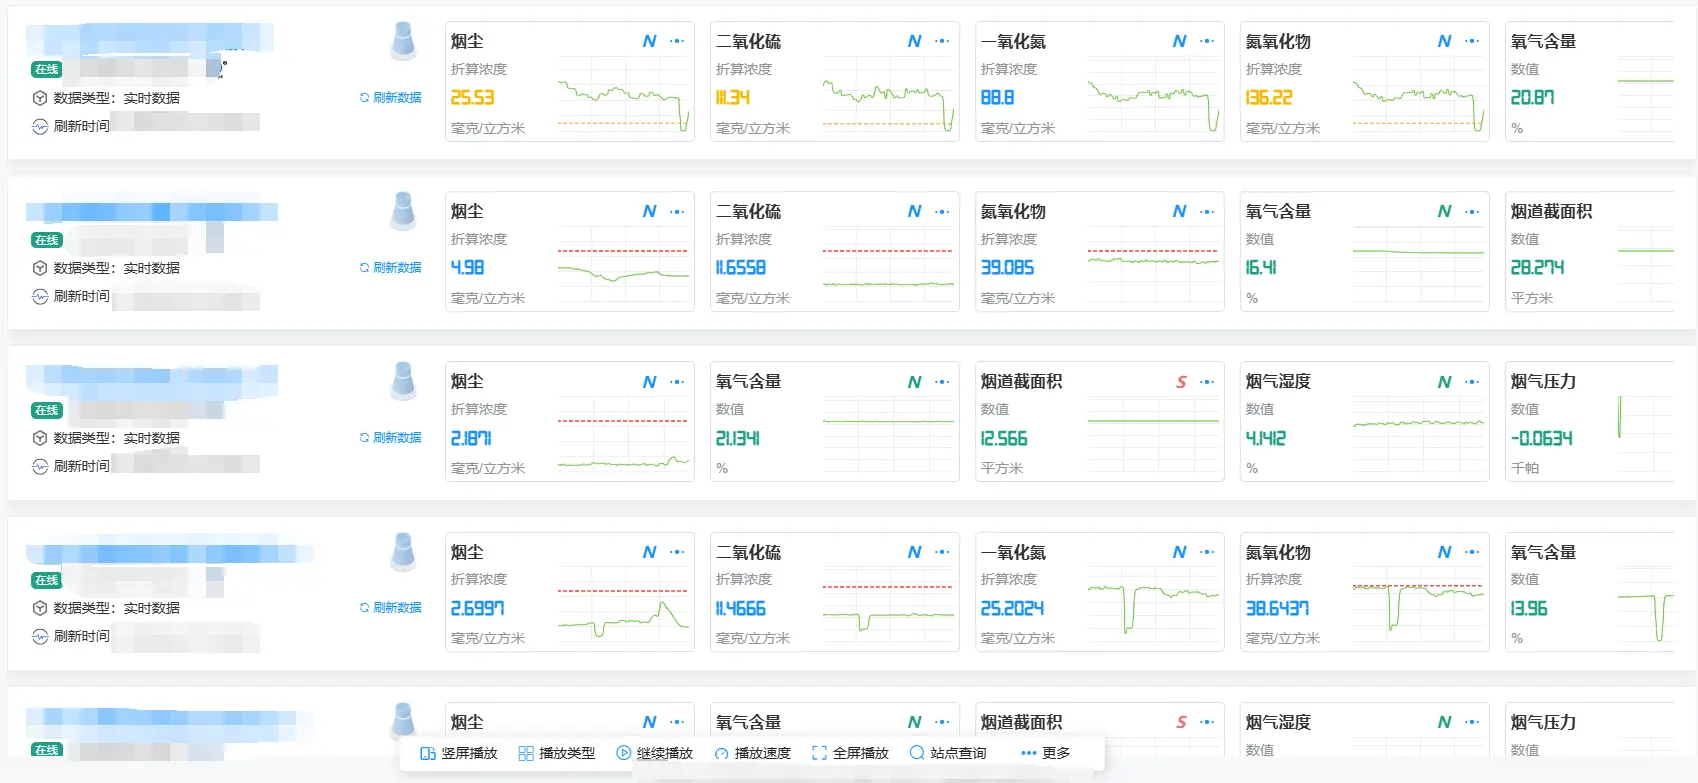 烟尘 N
折算浓度
25.53
毫克/立方米
二氧化硫 N
折算浓度
111.34
毫克/立方米
一氧化氮 N
折算浓度
88.8
毫克/立方米
氮氧化物 N
折算浓度
136.22
毫克/立方米
氧气含量
数值
20.87
%
在线
数据类型：实时数据
刷新数据
刷新时间
烟尘 N
折算浓度
4.98
毫克/立方米
二氧化硫 N
折算浓度
11.6558
毫克/立方米
氮氧化物 N
折算浓度
39.085
毫克/立方米
氧气含量 N
数值
16.41
%
烟道截面积
数值
28.274
平方米
在线
数据类型：实时数据
刷新数据
刷新时间
烟尘 N
折算浓度
2.1871
毫克/立方米
氧气含量 N
数值
21.1341
%
烟道截面积 S
数值
12.566
平方米
烟气湿度 N
数值
4.1412
%
烟气压力
数值
-0.0634
千帕
在线
数据类型：实时数据
刷新数据
刷新时间
烟尘 N
折算浓度
2.6997
毫克/立方米
二氧化硫 N
折算浓度
11.4666
毫克/立方米
一氧化氮 N
折算浓度
25.2024
毫克/立方米
氮氧化物 N
折算浓度
38.6437
毫克/立方米
氧气含量
数值
13.96
%
在线
数据类型：实时数据
刷新数据
刷新时间
烟尘 N
氧气含量 N
烟道截面积 S
烟气湿度 N
数值
烟气压力
数值
在线
竖屏播放 播放类型 继续播放 播放速度 全屏播放 站点查询 更多